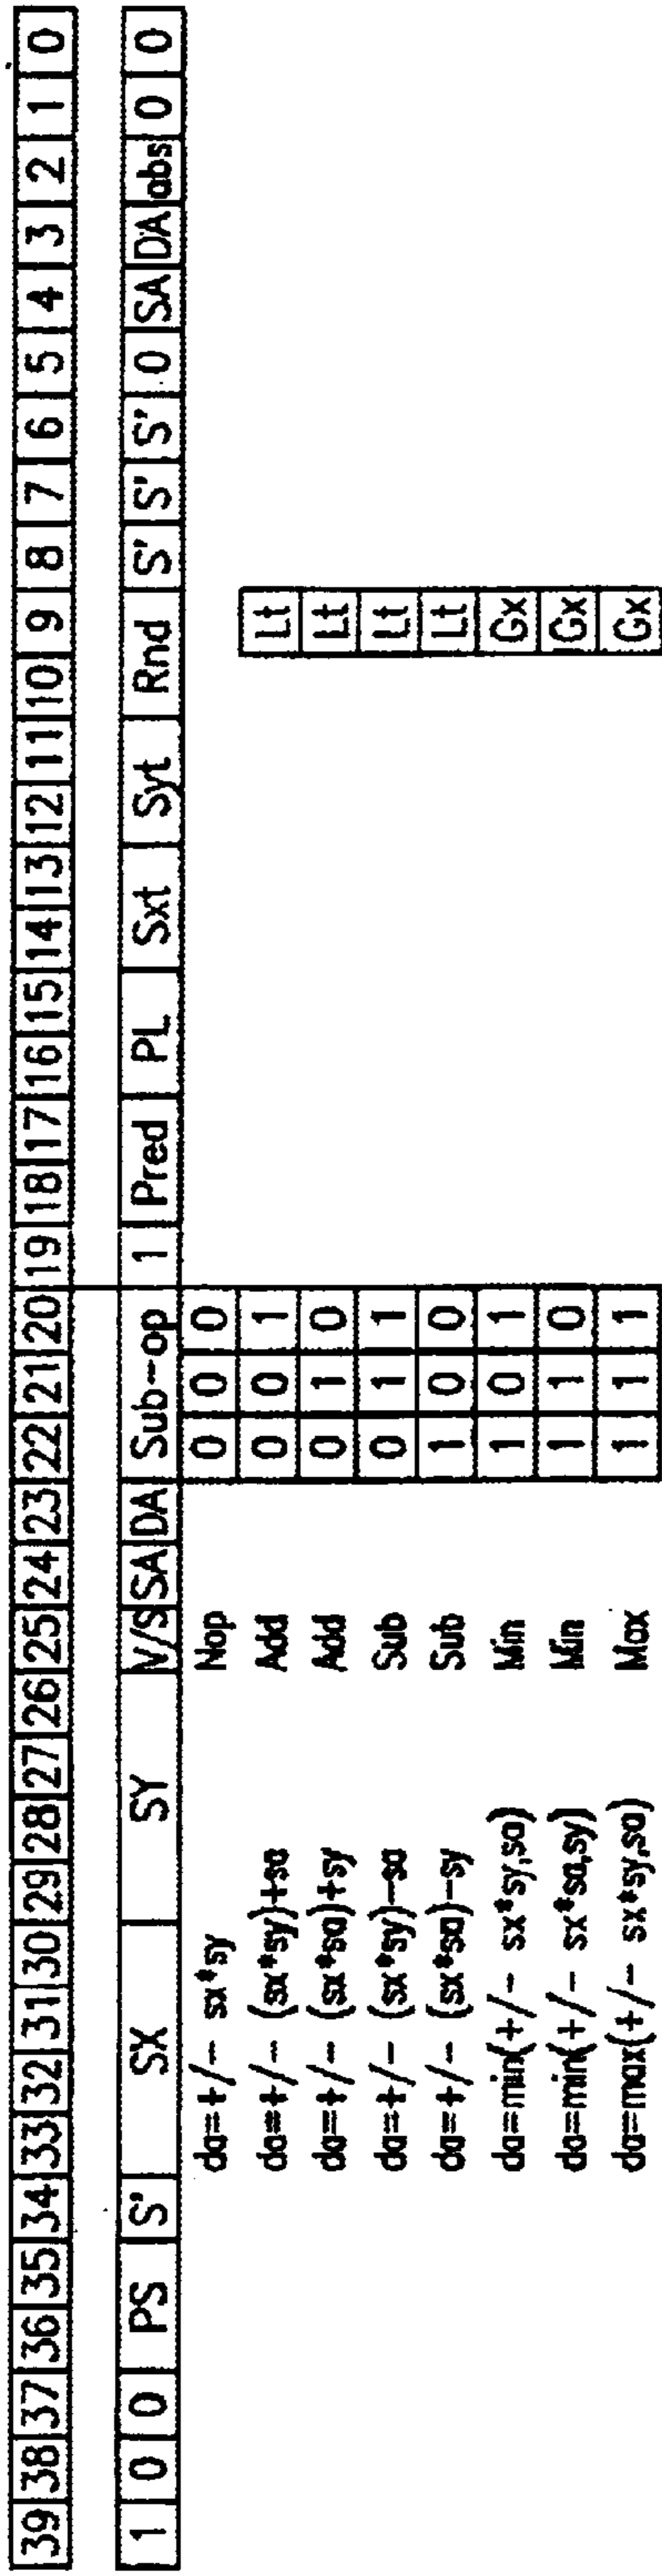 39 38 37 36 35 34 33 32 31 30 29 28 27 26 25 24 23 22 21 20 19 18 17 16 15 14 13 12 11 10 9 8 7 6 5 4 3 2 1 0
1 0 0 PS S' SX SY V/S SA DA Sub-op 1 Pred PL Sxt Syt Rnd S' S' S' 0 SA DA abs 0 0
da=+/- sx*sy Nop 0 0 0
da=+/- (sx*sy)+sa Add 0 0 1 Lt
da=+/- (sx*sa)+sy Add 0 1 0 Lt
da=+/- (sx*sy)-sa Sub 0 1 1 Lt
da=+/- (sx*sa)-sy Sub 1 0 0 Lt
da=min(+/- sx*sy,sa) Min 1 0 1 Gx
da=min(+/- sx*sa,sy) Min 1 1 0 Gx
da=max(+/- sx*sy,sa) Max 1 1 1 Gx